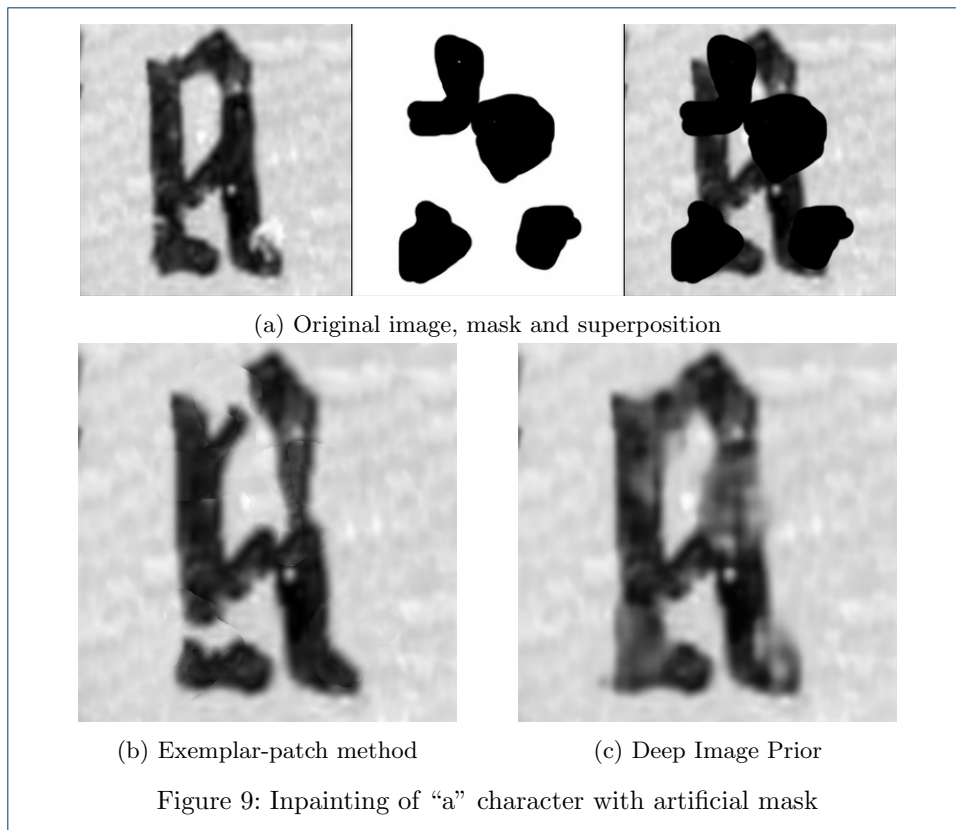 (a) Original image, mask and superposition
(b) Exemplar-patch method
(c) Deep Image Prior
Figure 9: Inpainting of “a” character with artificial mask